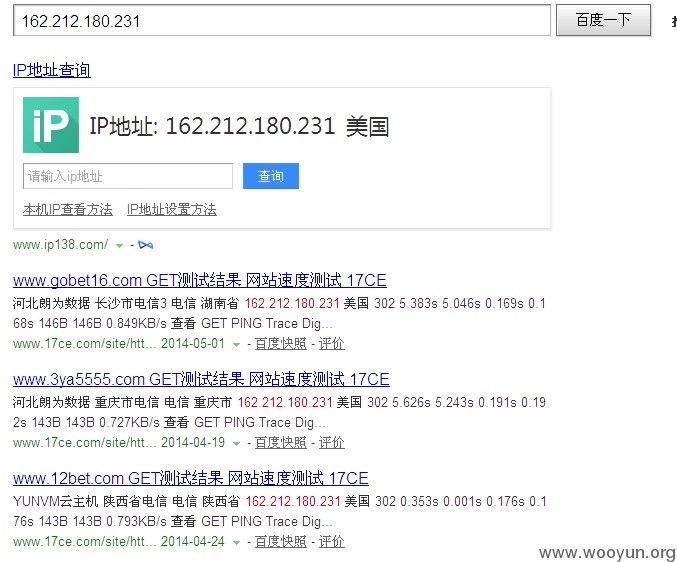 162.212.180.231 百度一下
IP地址查询
iP IP地址: 162.212.180.231 美国
请输入ip地址 查询
本机IP查看方法 IP地址设置方法
www.ip138.com/ -
www.gobet16.com GET测试结果 网站速度测试 17CE
河北朗为数据 长沙市电信3 电信 湖南省 162.212.180.231 美国 302 5.383s 5.046s 0.169s 0.1
68s 146B 146B 0.849KB/s 查看 GET PING Trace Dig...
www.17ce.com/site/htt... 2014-05-01 - 百度快照 - 评价
www.3ya5555.com GET测试结果 网站速度测试 17CE
河北朗为数据 重庆市电信 电信 重庆市 162.212.180.231 美国 302 5.626s 5.243s 0.191s 0.19
2s 143B 143B 0.727KB/s 查看 GET PING Trace Dig...
www.17ce.com/site/htt... 2014-04-19 - 百度快照 - 评价
www.12bet.com GET测试结果 网站速度测试 17CE
YUNVM云主机 陕西省电信 电信 陕西省 162.212.180.231 美国 302 0.353s 0.001s 0.176s 0.1
76s 143B 143B 0.793KB/s 查看 GET PING Trace Dig...
www.17ce.com/site/htt... 2014-04-24 - 百度快照 - 评价
www.wooyun.org